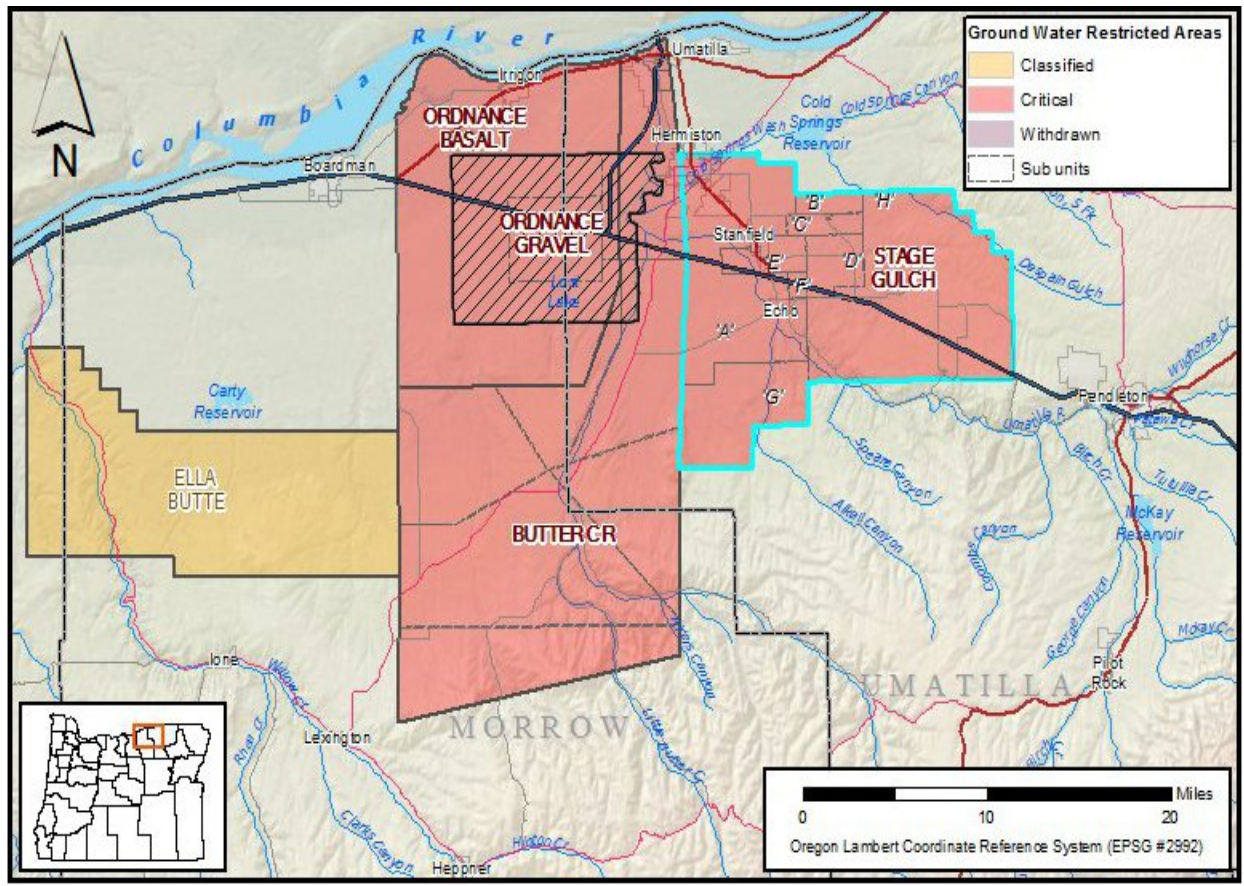 Columbia River
Umatilla
Irrigon
Ground Water Restricted Areas
Classified
Critical
Withdrawn
Sub units
N
ORDNANCE
BASALT
Cold Springs Canyon
Cold
Springs
Reservoir
Hermiston
Boardman
'B'
'H'
'C'
ORDNANCE
GRAVEL
Stanfield
STAGE
GULCH
'D'
'E'
'F'
Despain Gulch
Echo
'A'
Wildhorse Cr
Carty
Reservoir
'G'
Pendleton
Umatilla R
ELLA
BUTTE
Birch Cr
Speare Canyon
Tutuilla Cr
Alkali Canyon
Coombs Canyon
McKay
Reservoir
BUTTER CR
George Canyon
McKay Cr
Ione
Willow Cr
Pilot
Rock
UMATILLA
MORROW
Lexington
Rhea Cr
Little Butter Cr
Clarks Canyon
Hinton Cr
Heppner
Miles
0 10 20
Oregon Lambert Coordinate Reference System (EPSG #2992)